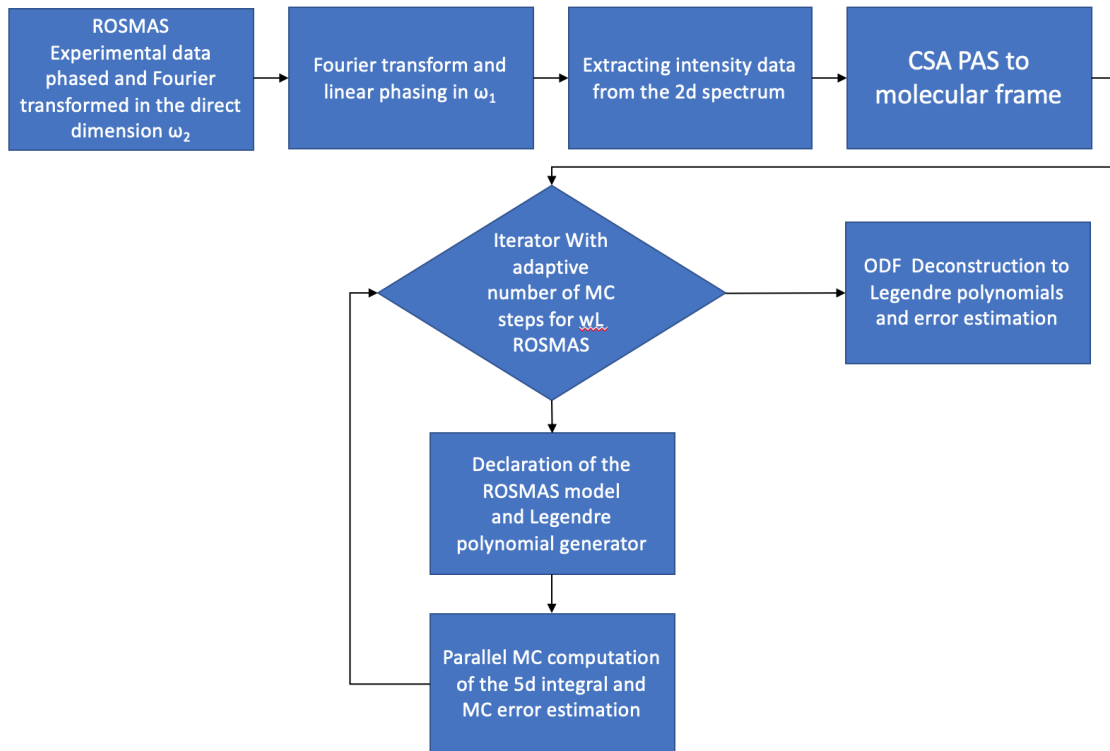 ROSMAS
Experimental data
phased and Fourier
transformed in the direct
dimension ω₂
Fourier transform and
linear phasing in ω₁
Extracting intensity data
from the 2d spectrum
CSA PAS to
molecular frame
Iterator With
adaptive
number of MC
steps for wL
ROSMAS
ODF Deconstruction to
Legendre polynomials
and error estimation
Declaration of the
ROSMAS model
and Legendre
polynomial generator
Parallel MC computation
of the 5d integral and
MC error estimation